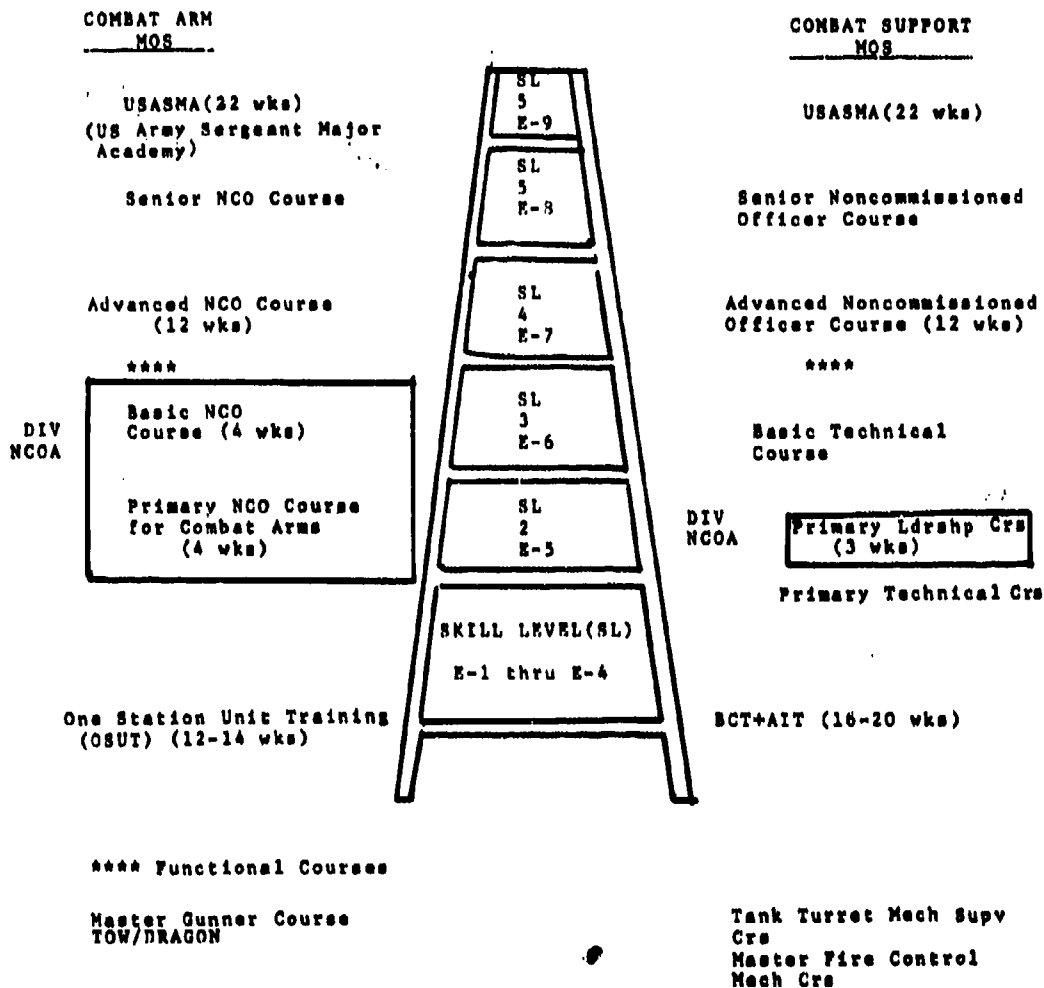 COMBAT ARM
MOS
COMBAT SUPPORT
MOS
USASMA(22 wks)
(US Army Sergeant Major
Academy)
SL
5
E-9
USASMA(22 wks)
Senior NCO Course
SL
5
E-8
Senior Noncommissioned
Officer Course
Advanced NCO Course
(12 wks)
SL
4
E-7
Advanced Noncommissioned
Officer Course (12 wks)
****
****
DIV
NCOA
Basic NCO
Course (4 wks)
SL
3
E-6
Basic Technical
Course
Primary NCO Course
for Combat Arms
(4 wks)
SL
2
E-5
DIV
NCOA
Primary Ldrshp Crs
(3 wks)
Primary Technical Crs
SKILL LEVEL(SL)
E-1 thru E-4
One Station Unit Training
(OSUT) (12-14 wks)
BCT+AIT (16-20 wks)
**** Functional Courses
Master Gunner Course
TOW/DRAGON
Tank Turret Mech Supv
Crs
Master Fire Control
Mech Crs